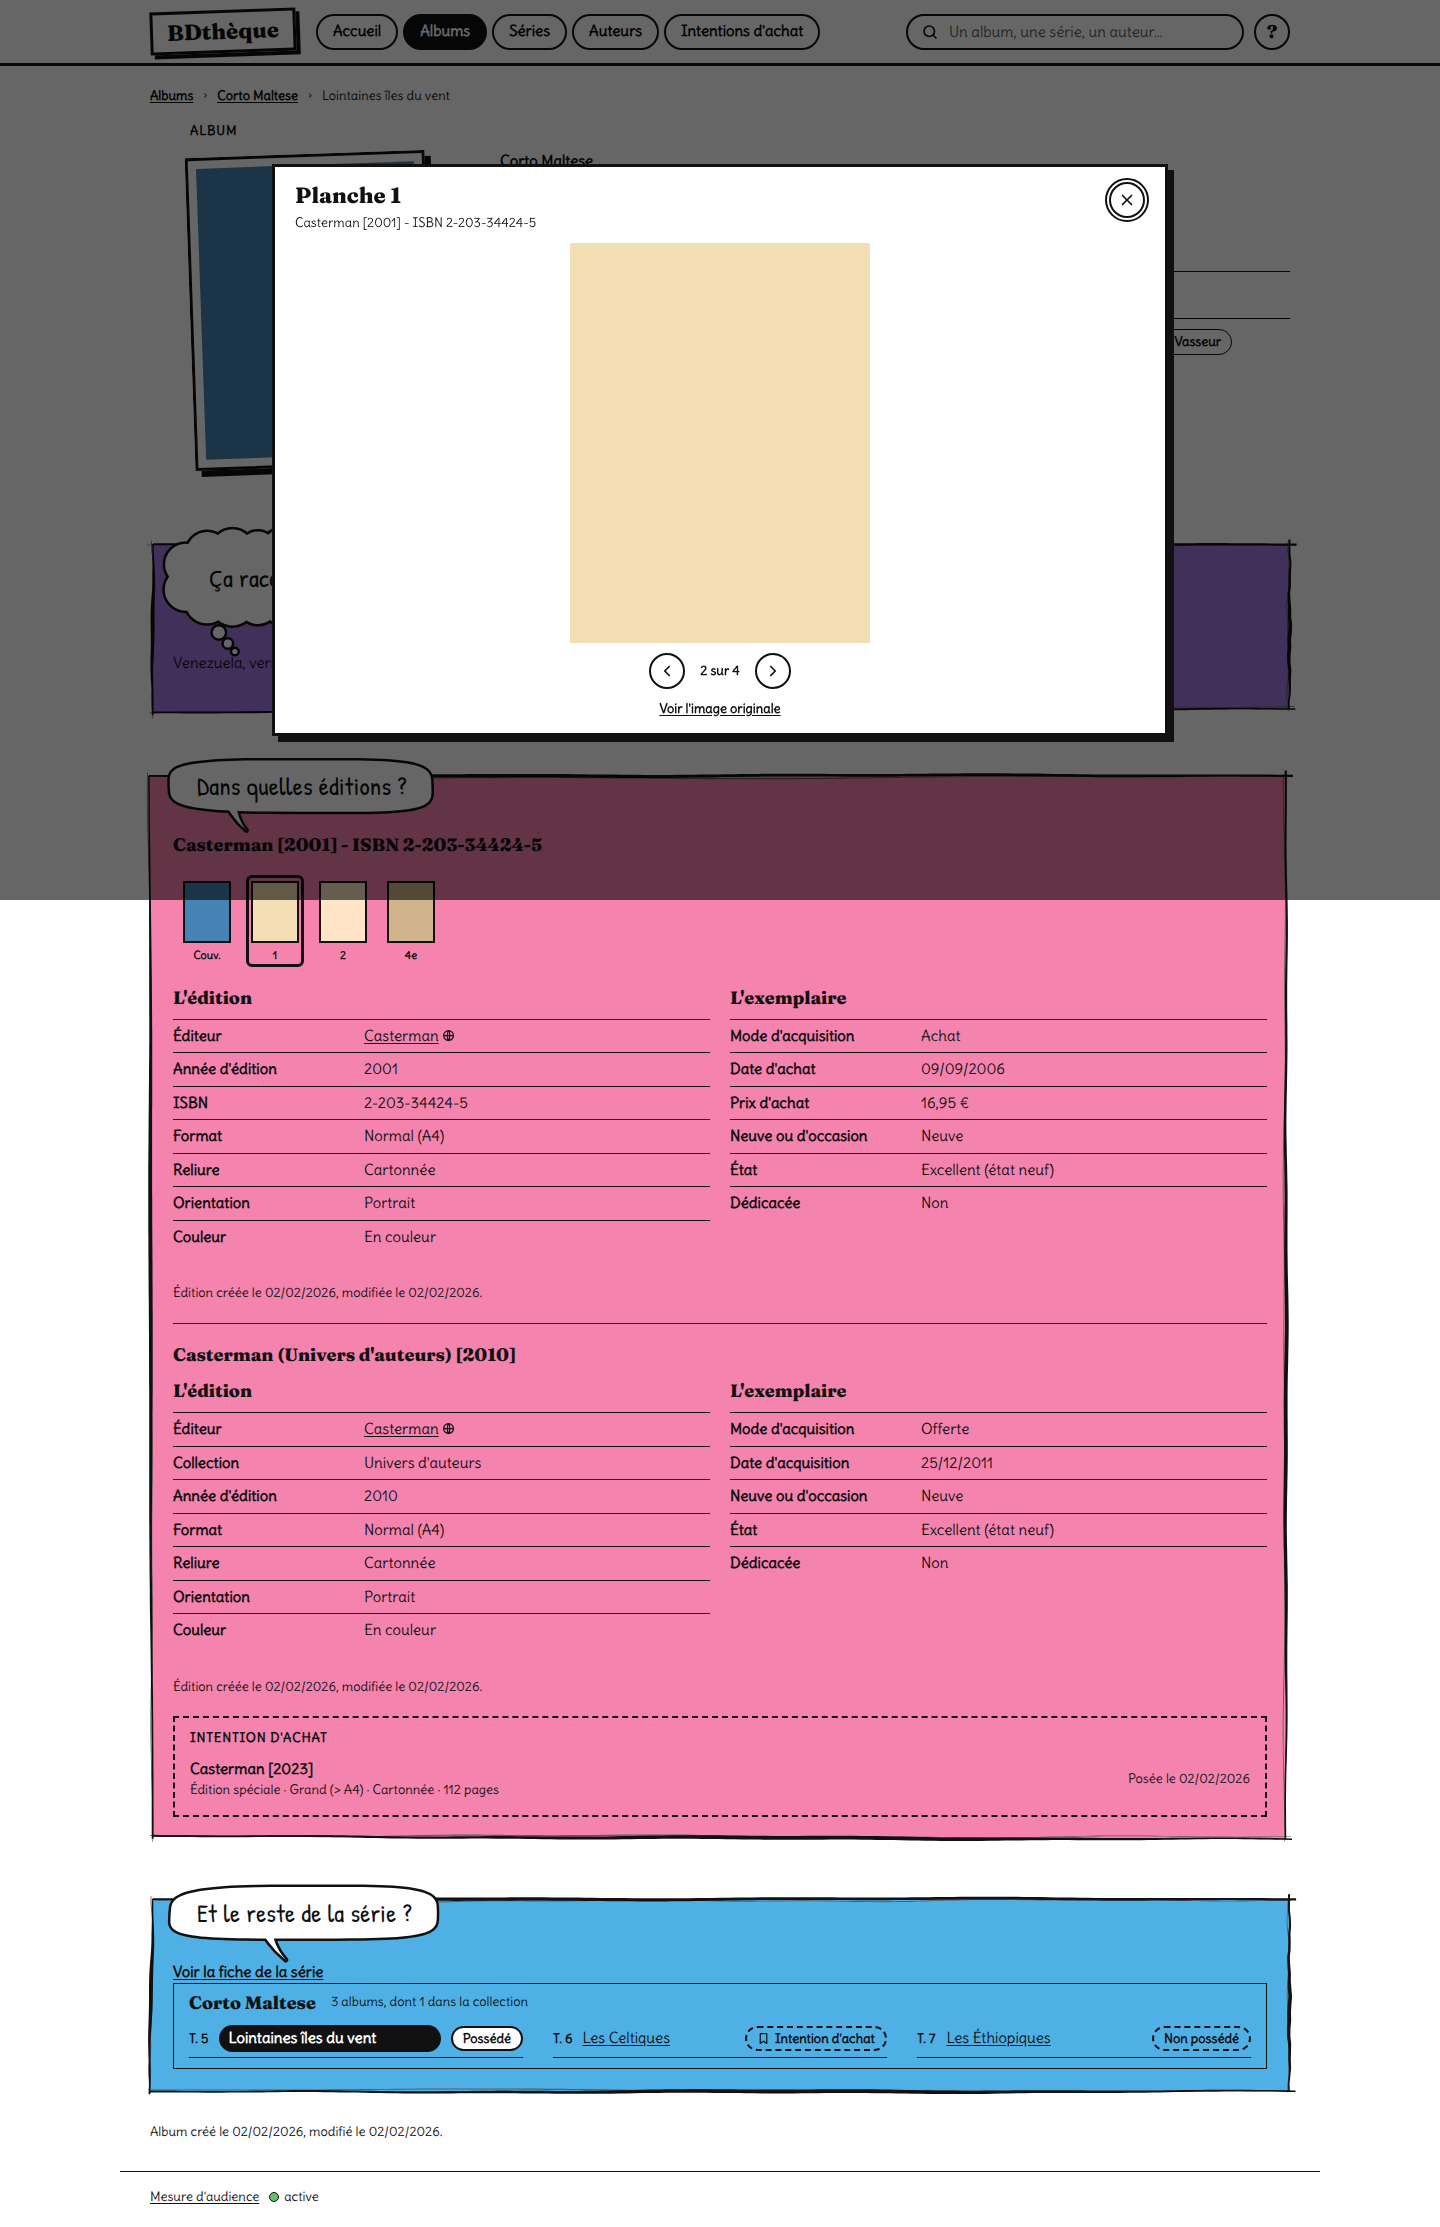 BDthèque
Accueil
Albums
Séries
Auteurs
Intentions d'achat
Un album, une série, un auteur...
?
Albums › Corto Maltese › Lointaines îles du vent
ALBUM
Corto Maltese
Planche 1
Casterman [2001] - ISBN 2-203-34424-5
Vasseur
2 sur 4
Voir l'image originale
Ça rac
Venezuela, ver
Dans quelles éditions ?
Casterman [2001] - ISBN 2-203-34424-5
Couv. 1 2 4e
L'édition
Éditeur Casterman
Année d'édition 2001
ISBN 2-203-34424-5
Format Normal (A4)
Reliure Cartonnée
Orientation Portrait
Couleur En couleur
L'exemplaire
Mode d'acquisition Achat
Date d'achat 09/09/2006
Prix d'achat 16,95 €
Neuve ou d'occasion Neuve
État Excellent (état neuf)
Dédicacée Non
Édition créée le 02/02/2026, modifiée le 02/02/2026.
Casterman (Univers d'auteurs) [2010]
L'édition
Éditeur Casterman
Collection Univers d'auteurs
Année d'édition 2010
Format Normal (A4)
Reliure Cartonnée
Orientation Portrait
Couleur En couleur
L'exemplaire
Mode d'acquisition Offerte
Date d'acquisition 25/12/2011
Neuve ou d'occasion Neuve
État Excellent (état neuf)
Dédicacée Non
Édition créée le 02/02/2026, modifiée le 02/02/2026.
INTENTION D'ACHAT
Casterman [2023]
Édition spéciale · Grand (> A4) · Cartonnée · 112 pages
Posée le 02/02/2026
Et le reste de la série ?
Voir la fiche de la série
Corto Maltese 3 albums, dont 1 dans la collection
T. 5 Lointaines îles du vent Possédé
T. 6 Les Celtiques Intention d'achat
T. 7 Les Éthiopiques Non possédé
Album créé le 02/02/2026, modifié le 02/02/2026.
Mesure d'audience active